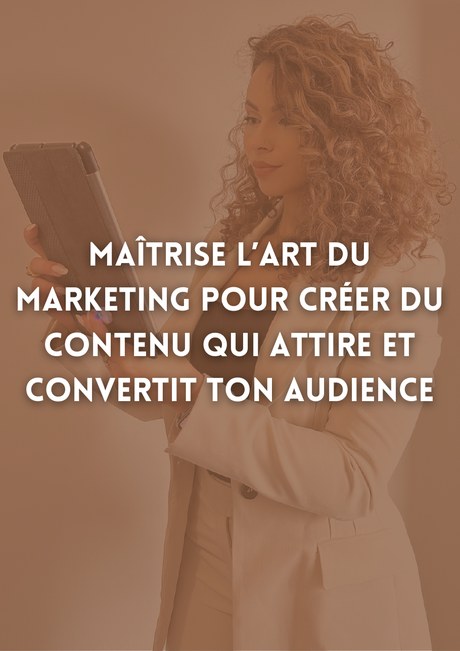 MAÎTRISE L'ART DU
MARKETING POUR CRÉER DU
CONTENU QUI ATTIRE ET
CONVERTIT TON AUDIENCE